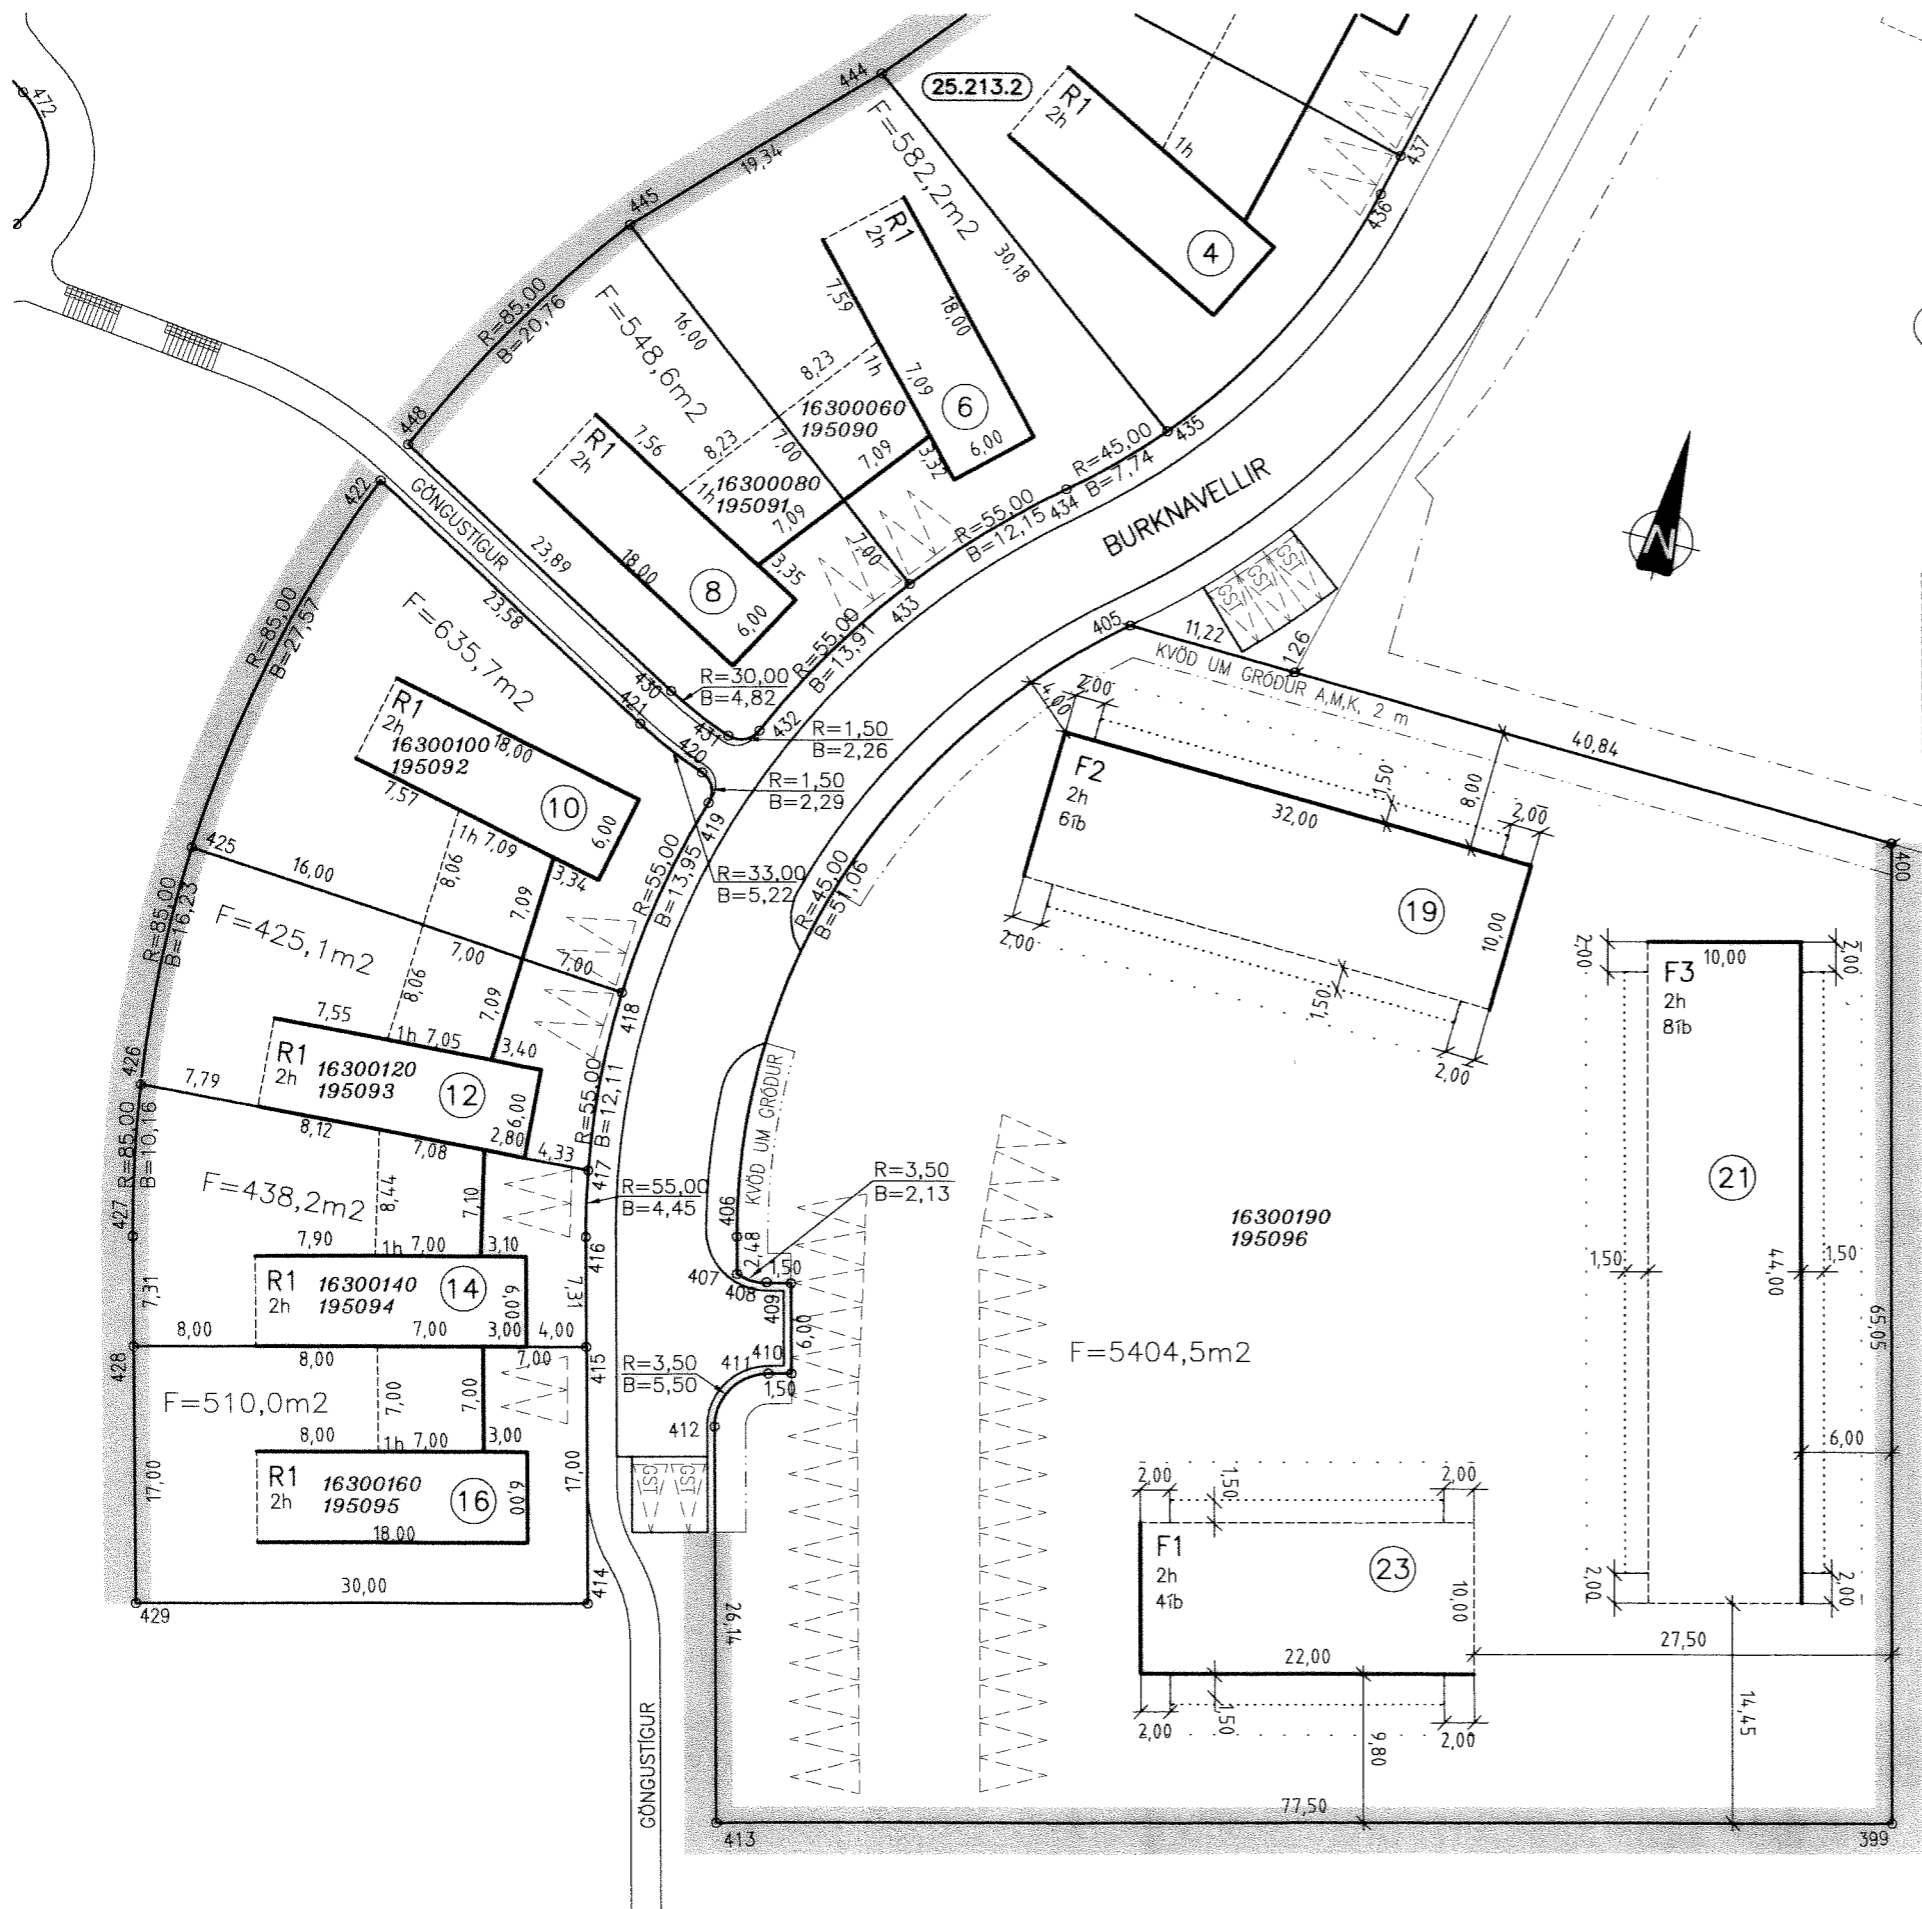 472
444
25.213.2
F=582,2m2
R1
2h
1h
4
437
436
445
19,34
R1
2h
30,18
7,59
18,00
R=85,00
B=20,76
F=548,6m2
16,00
8,23
1h
7,09
16300060
195090
6
6,00
3,32
435
448
R1
2h
7,56
8,23
7,00
7,09
1h
16300080
195091
7,09
R=45,00
B=7,74
434
R=55,00
B=12,15
BURKNAVELLIR
N
422
GÖNGUSTÍGUR
23,89
23,58
18,00
8
3,35
6,00
7,00
433
R=55,00
B=13,91
GST
GST
GST
405
11,22
126
KVÖÐ UM GRÓÐUR A,M,K, 2 m
R=85,00
B=27,57
F=635,7m2
430
421
R=30,00
B=4,82
431
432
420
R=1,50
B=2,26
R=1,50
B=2,29
419
4,00
2,00
40,84
R1
2h
16300100
195092
18,00
7,57
10
6,00
F2
2h
6íb
1,50
8,00
32,00
2,00
19
10,00
2,00
1,50
2,00
400
425
16,00
1h
7,09
8,06
3,34
7,09
R=33,00
B=5,22
R=55,00
B=13,95
R=45,00
B=51,06
R=85,00
B=16,23
F=425,1m2
7,00
7,00
8,06
7,09
418
2,00
10,00
2,00
F3
2h
8íb
7,55
1h
7,05
3,40
R1
2h
16300120
195093
12
6,00
2,80
426
7,79
8,12
7,08
4,33
417
R=55,00
B=12,11
KVÖÐ UM GRÓÐUR
R=85,00
B=10,16
F=438,2m2
8,44
7,10
R=55,00
B=4,45
R=3,50
B=2,13
21
16300190
195096
427
7,90
1h
7,00
3,10
416
406
2,48
407
408
1,50
409
1,50
44,00
1,50
7,31
R1
2h
16300140
195094
14
6,00
7,31
9,00
F=5404,5m2
65,05
428
8,00
8,00
7,00
3,00
4,00
7,00
415
R=3,50
B=5,50
411
410
1,50
F=510,0m2
7,00
7,00
8,00
1h
7,00
3,00
412
6,00
17,00
R1
2h
16300160
195095
16
6,00
18,00
17,00
GST
GST
2,00
1,50
2,00
F1
2h
4íb
23
10,00
2,00
2,00
30,00
429
414
26,14
22,00
27,50
2,00
1,50
2,00
9,80
14,45
GÖNGUSTÍGUR
77,50
413
399